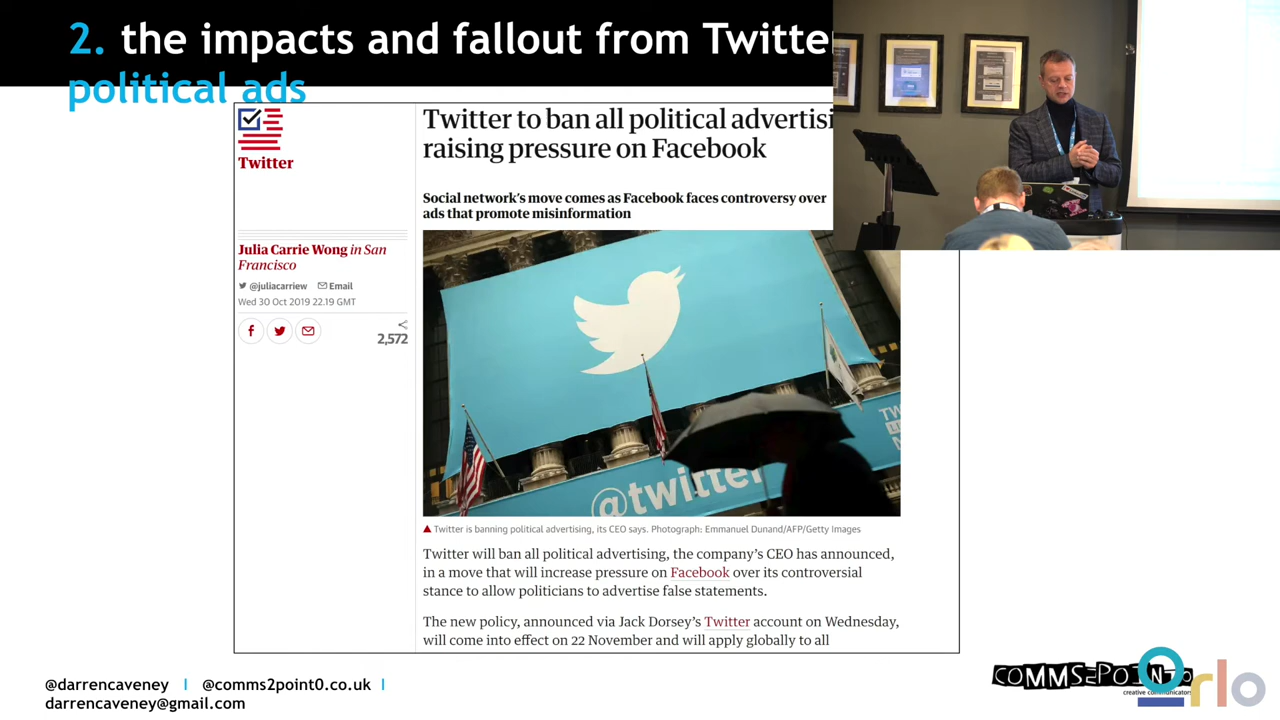 2. the impacts and fallout from Twitte
political ads
Twitter
Twitter to ban all political advertisi
raising pressure on Facebook
Social network's move comes as Facebook faces controversy over
ads that promote misinformation
Julia Carrie Wong in San
Francisco
@juliacarriew Email
Wed 30 Oct 2019 22.19 GMT
2,572
@twitter
Twitter is banning political advertising, its CEO says. Photograph: Emmanuel Dunand/AFP/Getty Images
Twitter will ban all political advertising, the company's CEO has announced,
in a move that will increase pressure on Facebook over its controversial
stance to allow politicians to advertise false statements.
The new policy, announced via Jack Dorsey's Twitter account on Wednesday,
will come into effect on 22 November and will apply globally to all
@darrencaveney I @comms2point0.co.uk I
darrencaveney@gmail.com
COMMS2POINT0
creative communicators
orlo